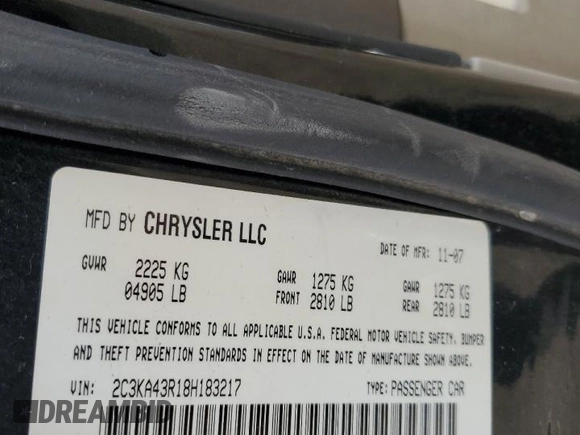 MFD BY CHRYSLER LLC
DATE OF MFR: 11-07
GVWR 2225 KG GAWR 1275 KG GAWR 1275 KG
04905 LB FRONT 2810 LB REAR 2810 LB
THIS VEHICLE CONFORMS TO ALL APPLICABLE U.S.A. FEDERAL MOTOR VEHICLE SAFETY, BUMPER
AND THEFT PREVENTION STANDARDS IN EFFECT ON THE DATE OF MANUFACTURE SHOWN ABOVE.
VIN: 2C3KA43R18H183217 TYPE: PASSENGER CAR
DREAMBID